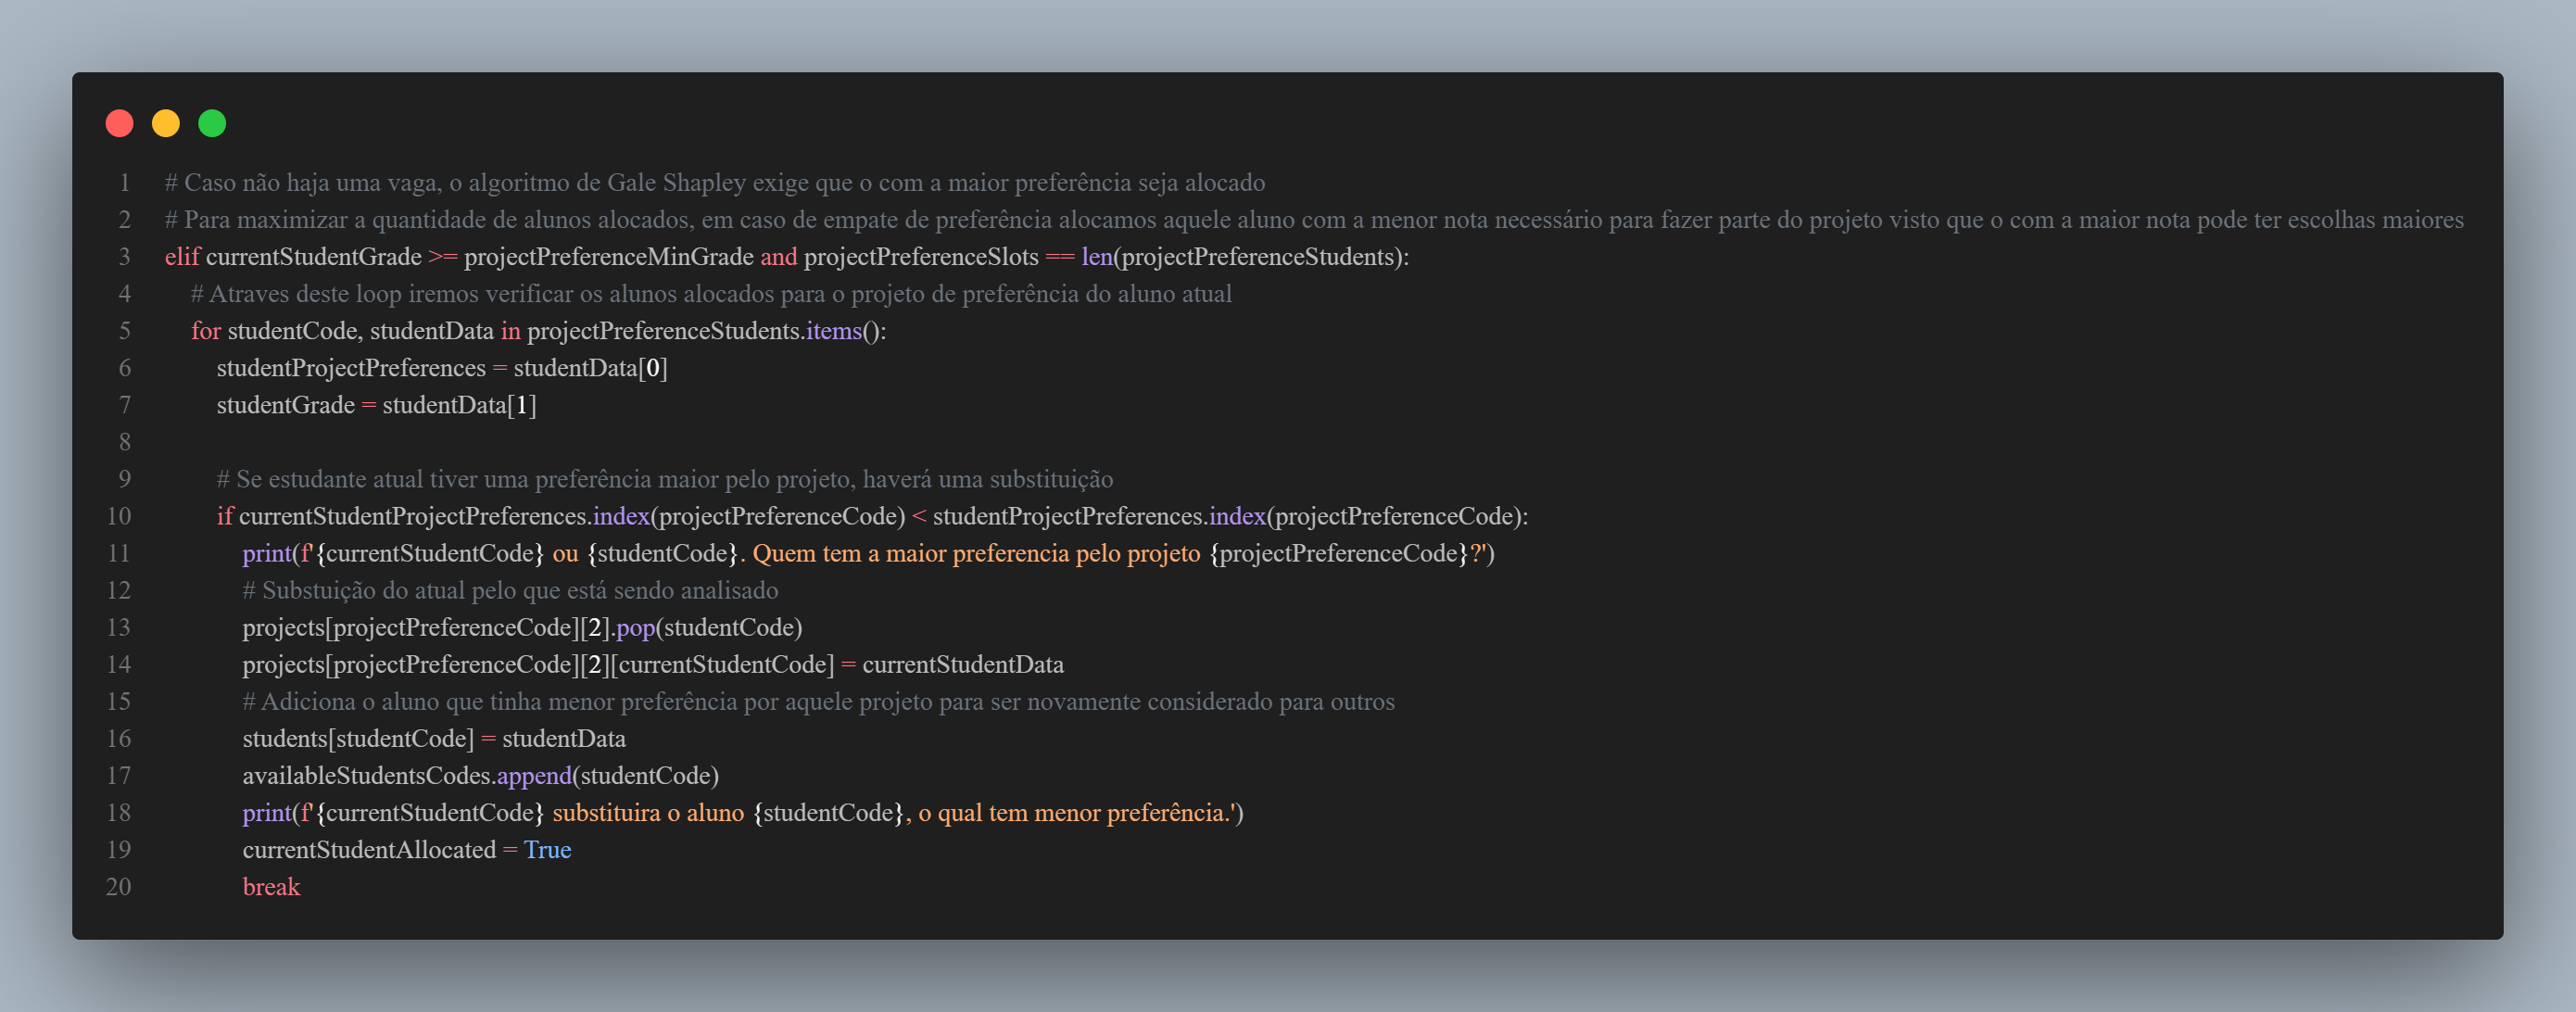 1 # Caso não haja uma vaga, o algoritmo de Gale Shapley exige que o com a maior preferência seja alocado
2 # Para maximizar a quantidade de alunos alocados, em caso de empate de preferência alocamos aquele aluno com a menor nota necessário para fazer parte do projeto visto que o com a maior nota pode ter escolhas maiores
3 elif currentStudentGrade >= projectPreferenceMinGrade and projectPreferenceSlots == len(projectPreferenceStudents):
4     # Atraves deste loop iremos verificar os alunos alocados para o projeto de preferência do aluno atual
5     for studentCode, studentData in projectPreferenceStudents.items():
6         studentProjectPreferences = studentData[0]
7         studentGrade = studentData[1]
8
9         # Se estudante atual tiver uma preferência maior pelo projeto, haverá uma substituição
10         if currentStudentProjectPreferences.index(projectPreferenceCode) < studentProjectPreferences.index(projectPreferenceCode):
11             print(f'{currentStudentCode} ou {studentCode}. Quem tem a maior preferencia pelo projeto {projectPreferenceCode}?')
12             # Substuição do atual pelo que está sendo analisado
13             projects[projectPreferenceCode][2].pop(studentCode)
14             projects[projectPreferenceCode][2][currentStudentCode] = currentStudentData
15             # Adiciona o aluno que tinha menor preferência por aquele projeto para ser novamente considerado para outros
16             students[studentCode] = studentData
17             availableStudentsCodes.append(studentCode)
18             print(f'{currentStudentCode} substituira o aluno {studentCode}, o qual tem menor preferência.')
19             currentStudentAllocated = True
20             break